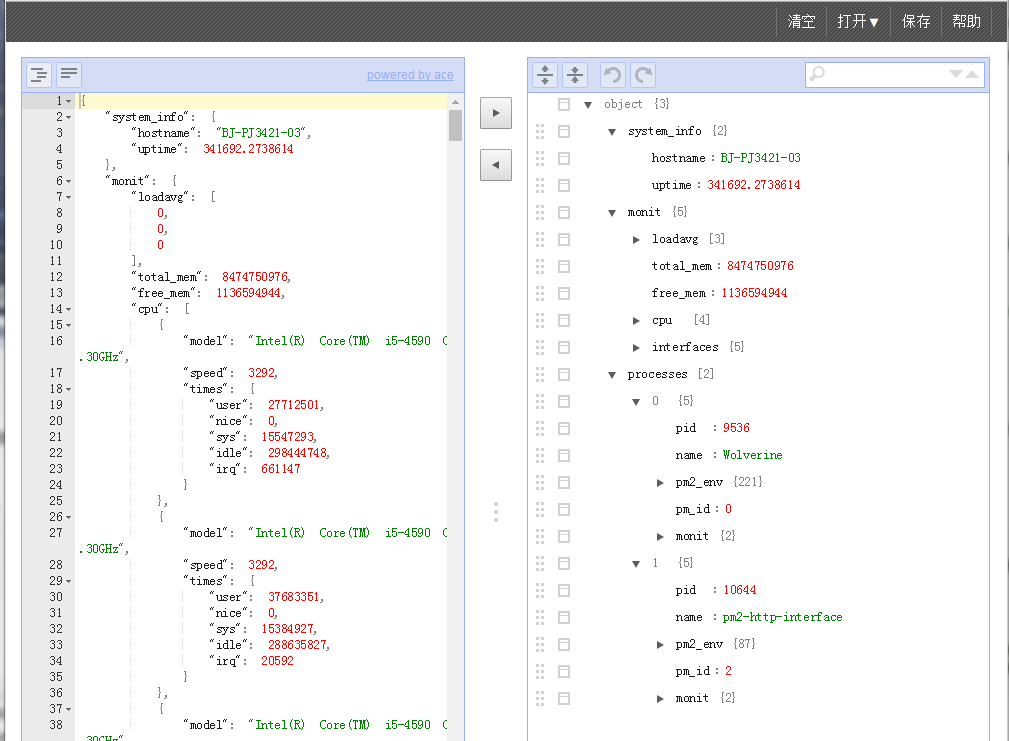 清空 打开▼ 保存 帮助
powered by ace
1 {
2 "system_info": {
3 "hostname": "BJ-PJ3421-03",
4 "uptime": 341692.2738614
5 },
6 "monit": {
7 "loadavg": [
8 0,
9 0,
10 0
11 ],
12 "total_mem": 8474750976,
13 "free_mem": 1136594944,
14 "cpu": [
15 {
16 "model": "Intel(R) Core(TM) i5-4590
.30GHz",
17 "speed": 3292,
18 "times": {
19 "user": 27712501,
20 "nice": 0,
21 "sys": 15547293,
22 "idle": 298444748,
23 "irq": 661147
24 }
25 },
26 {
27 "model": "Intel(R) Core(TM) i5-4590
.30GHz",
28 "speed": 3292,
29 "times": {
30 "user": 37683351,
31 "nice": 0,
32 "sys": 15384927,
33 "idle": 288635827,
34 "irq": 20592
35 }
36 },
37 {
38 "model": "Intel(R) Core(TM) i5-4590
.30GHz",
object {3}
system_info {2}
hostname : BJ-PJ3421-03
uptime : 341692.2738614
monit {5}
loadavg [3]
total_mem : 8474750976
free_mem : 1136594944
cpu [4]
interfaces {5}
processes [2]
0 {5}
pid : 9536
name : Wolverine
pm2_env {221}
pm_id : 0
monit {2}
1 {5}
pid : 10644
name : pm2-http-interface
pm2_env {87}
pm_id : 2
monit {2}